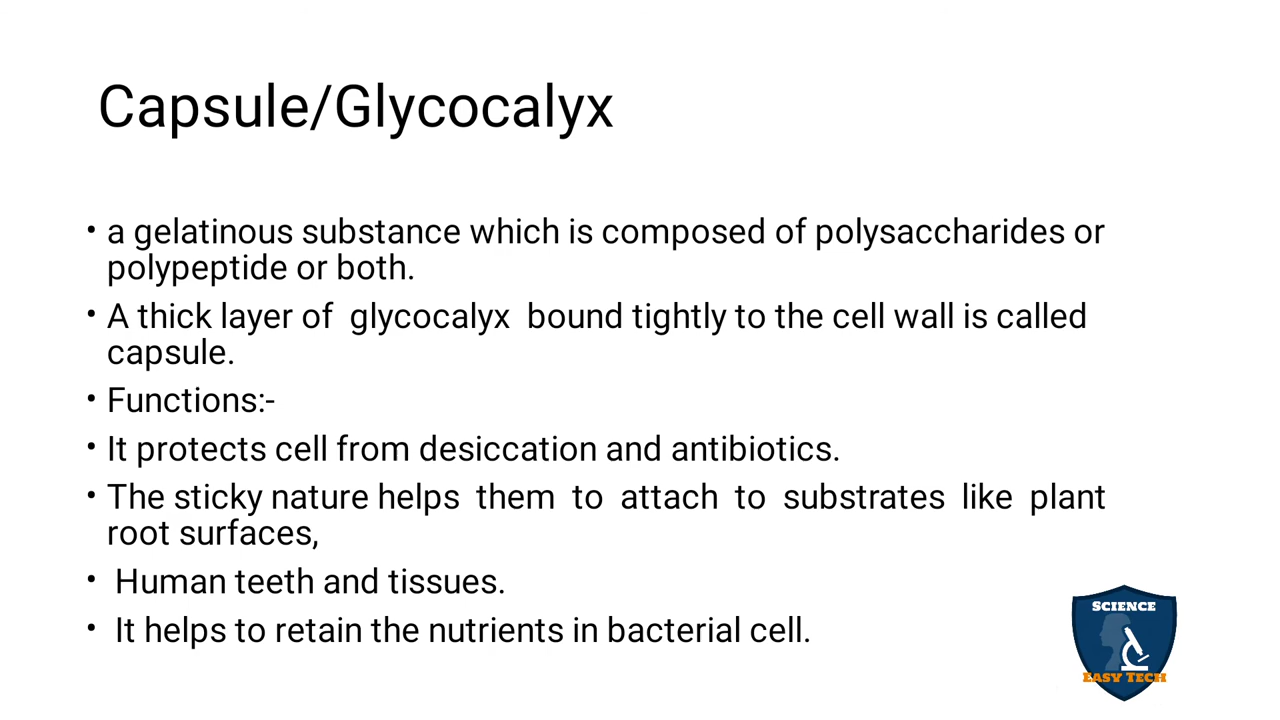 Capsule/Glycocalyx
• a gelatinous substance which is composed of polysaccharides or
polypeptide or both.
• A thick layer of glycocalyx bound tightly to the cell wall is called
capsule.
• Functions:-
• It protects cell from desiccation and antibiotics.
• The sticky nature helps them to attach to substrates like plant
root surfaces,
• Human teeth and tissues.
• It helps to retain the nutrients in bacterial cell.
SCIENCE
EASY TECH